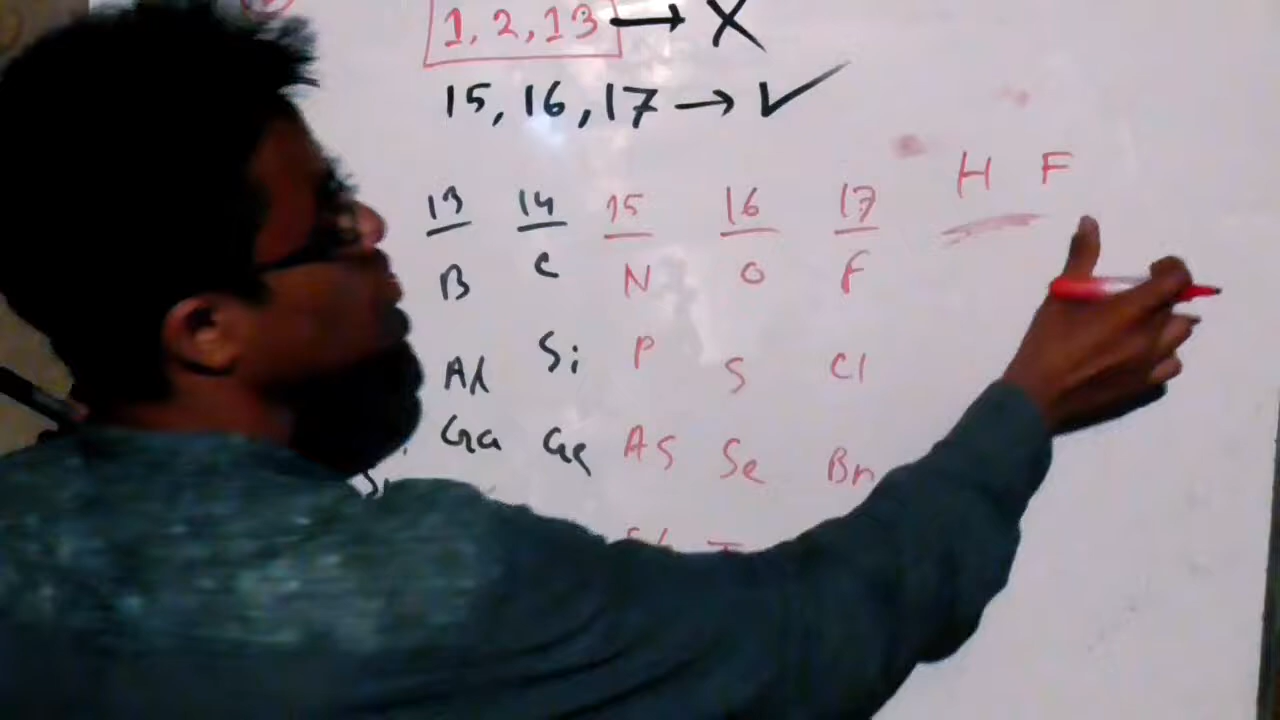 1, 2, 13 → X
15, 16, 17 → ✓
H F
13 14 15 16 17
B C N O F
Al Si P S Cl
Ga Ge As Se Br